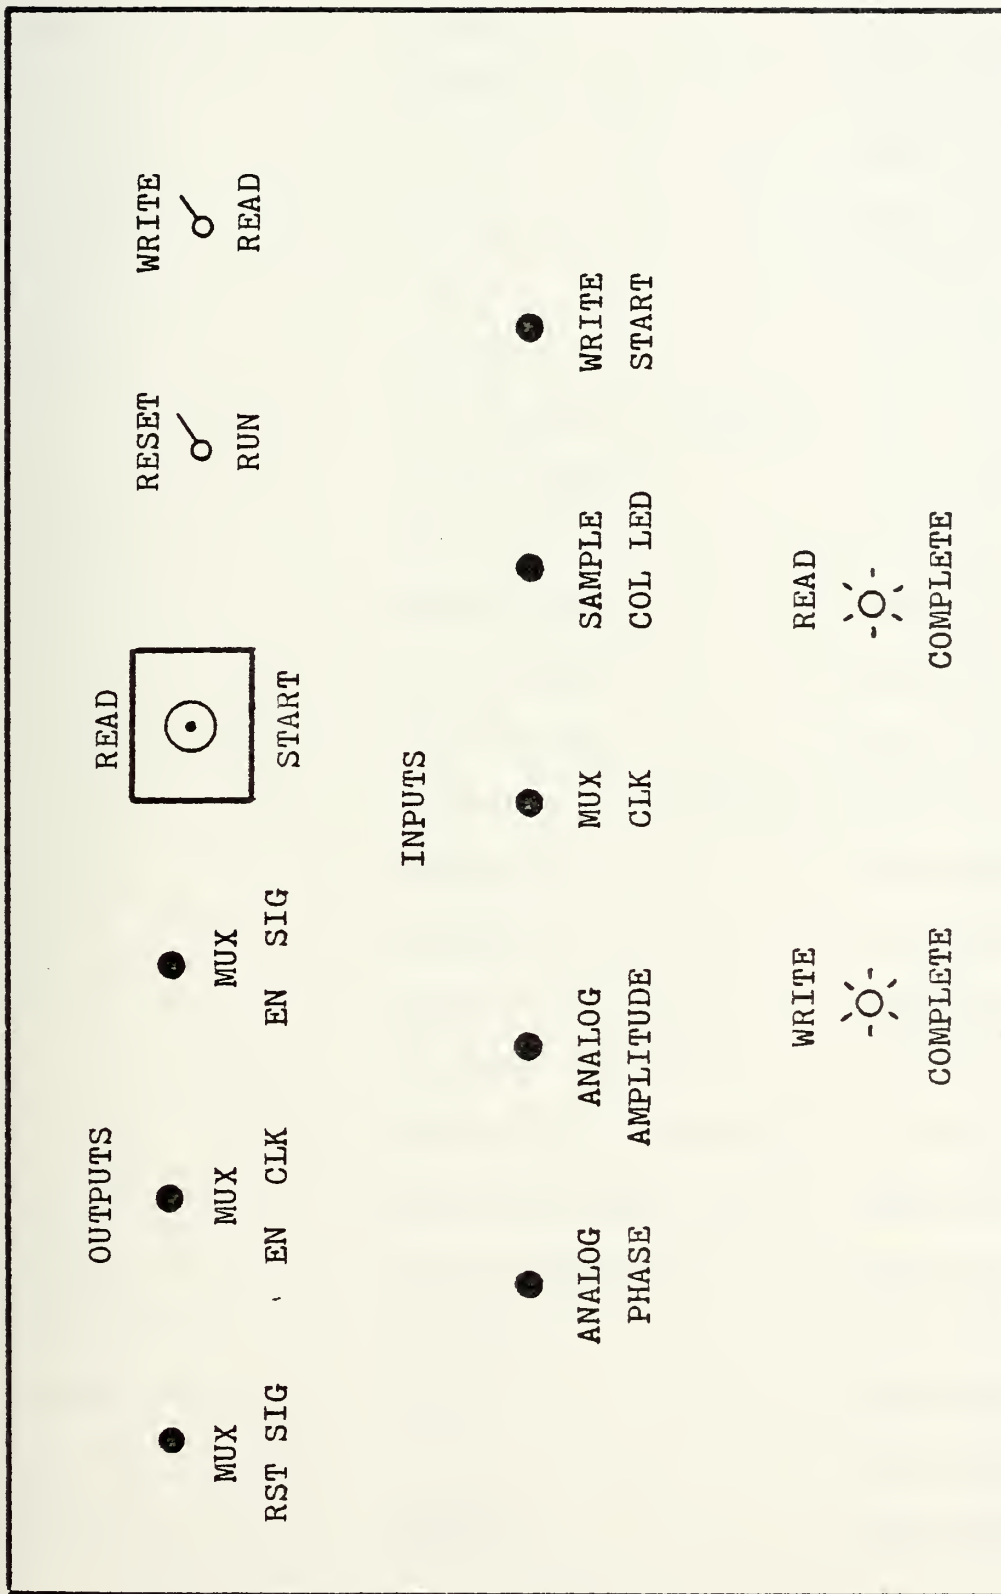 OUTPUTS
READ
RESET
WRITE
MUX
RST SIG
MUX
EN CLK
MUX
EN SIG
START
RUN
READ
INPUTS
ANALOG
PHASE
ANALOG
AMPLITUDE
MUX
CLK
SAMPLE
COL LED
WRITE
START
WRITE
COMPLETE
READ
COMPLETE